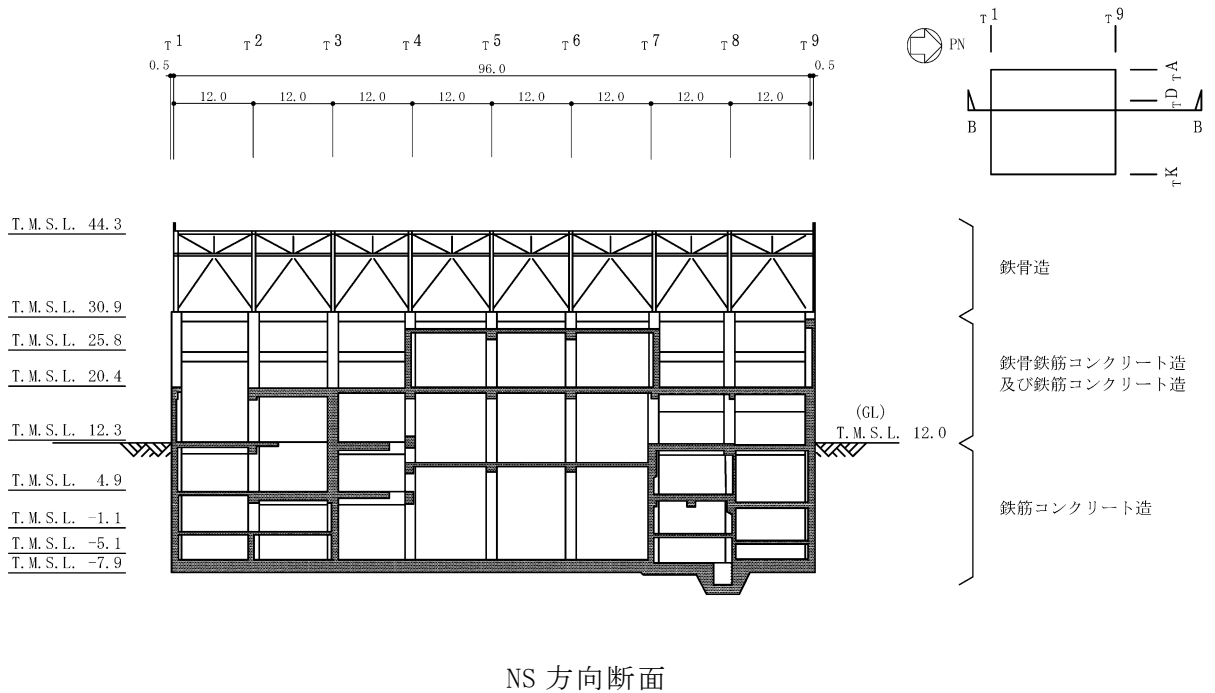 T1 T2 T3 T4 T5 T6 T7 T8 T9
0.5 96.0 0.5
12.0 12.0 12.0 12.0 12.0 12.0 12.0 12.0
T1 T9
PN
TA
TD
B B
TK
T.M.S.L. 44.3
T.M.S.L. 30.9
T.M.S.L. 25.8
T.M.S.L. 20.4
T.M.S.L. 12.3
T.M.S.L. 4.9
T.M.S.L. -1.1
T.M.S.L. -5.1
T.M.S.L. -7.9
(GL)
T.M.S.L. 12.0
鉄骨造
鉄骨鉄筋コンクリート造
及び鉄筋コンクリート造
鉄筋コンクリート造
NS 方向断面